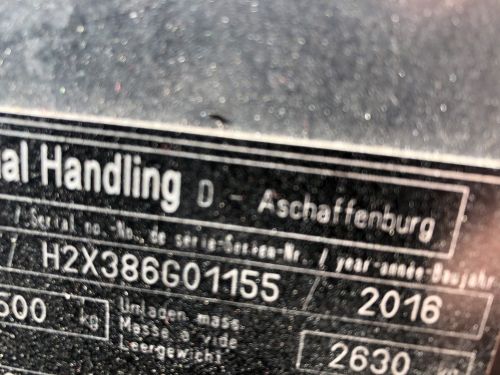 ial Handling D - Aschaffenburg
/ Serial no.-No. de série-Serien-Nr. / year-année-Baujahr
/ H2X386G01155 / 2016
500 kg Unladen mass
Masse à vide
Leergewicht 2630